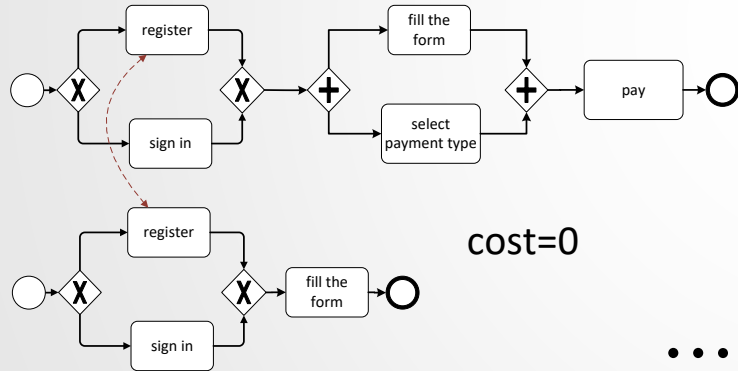 register
fill the
form
pay
sign in
select
payment type
register
cost=0
fill the
form
sign in